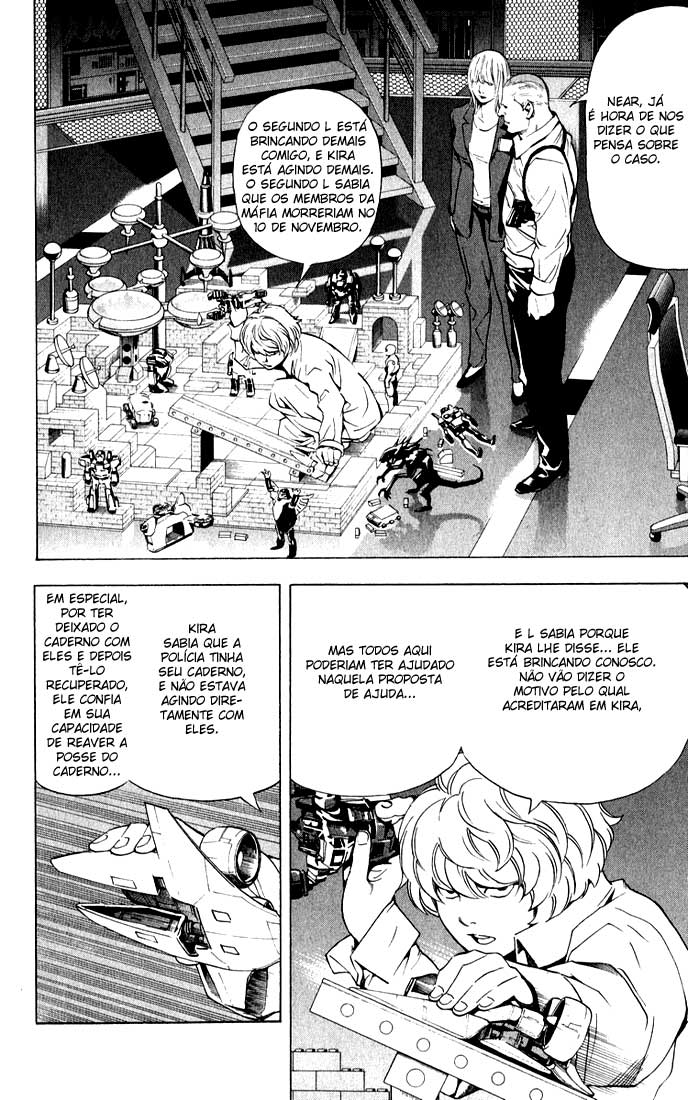 NEAR, JÁ
É HORA DE NOS
DIZER O QUE
PENSA SOBRE
O CASO.
O SEGUNDO L ESTÁ
BRINCANDO DEMAIS
COMIGO, E KIRA
ESTÁ AGINDO DEMAIS.
O SEGUNDO L SABIA
QUE OS MEMBROS DA
MÁFIA MORRERIAM NO
10 DE NOVEMBRO.
E L SABIA PORQUE
KIRA LHE DISSE... ELE
ESTÁ BRINCANDO CONOSCO.
NÃO VÃO DIZER O
MOTIVO PELO QUAL
ACREDITARAM EM KIRA,
MAS TODOS AQUI
PODERIAM TER AJUDADO
NAQUELA PROPOSTA
DE AJUDA...
KIRA
SABIA QUE A
POLÍCIA TINHA
SEU CADERNO,
E NÃO ESTAVA
AGINDO DIRE-
TAMENTE COM
ELES.
EM ESPECIAL,
POR TER
DEIXADO O
CADERNO COM
ELES E DEPOIS
TÊ-LO
RECUPERADO,
ELE CONFIA
EM SUA
CAPACIDADE
DE REAVER A
POSSE DO
CADERNO...